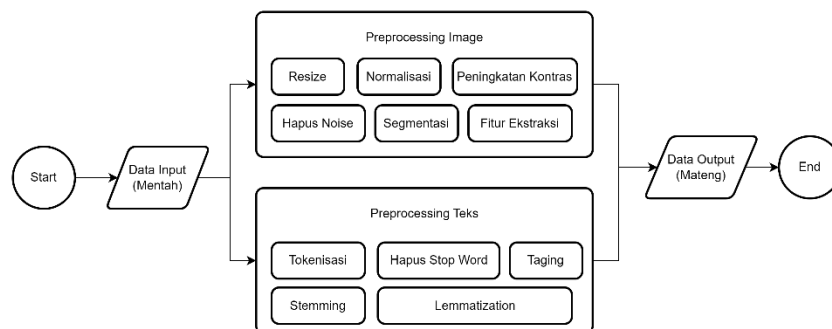 Start
Data Input
(Mentah)
Preprocessing Image
Resize
Normalisasi
Peningkatan Kontras
Hapus Noise
Segmentasi
Fitur Ekstraksi
Preprocessing Teks
Tokenisasi
Hapus Stop Word
Taging
Stemming
Lemmatization
Data Output
(Mateng)
End